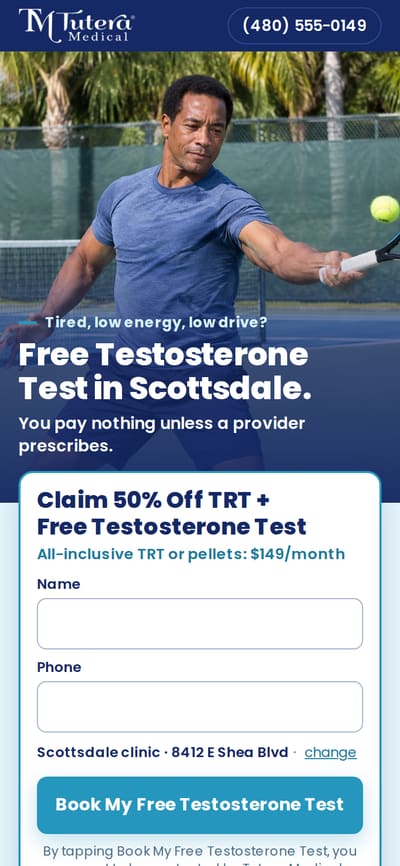 Tutera
Medical
(480) 555-0149
Tired, low energy, low drive?
Free Testosterone
Test in Scottsdale.
You pay nothing unless a provider
prescribes.
Claim 50% Off TRT +
Free Testosterone Test
All-inclusive TRT or pellets: $149/month
Name
Phone
Scottsdale clinic · 8412 E Shea Blvd · change
Book My Free Testosterone Test
By tapping Book My Free Testosterone Test, you